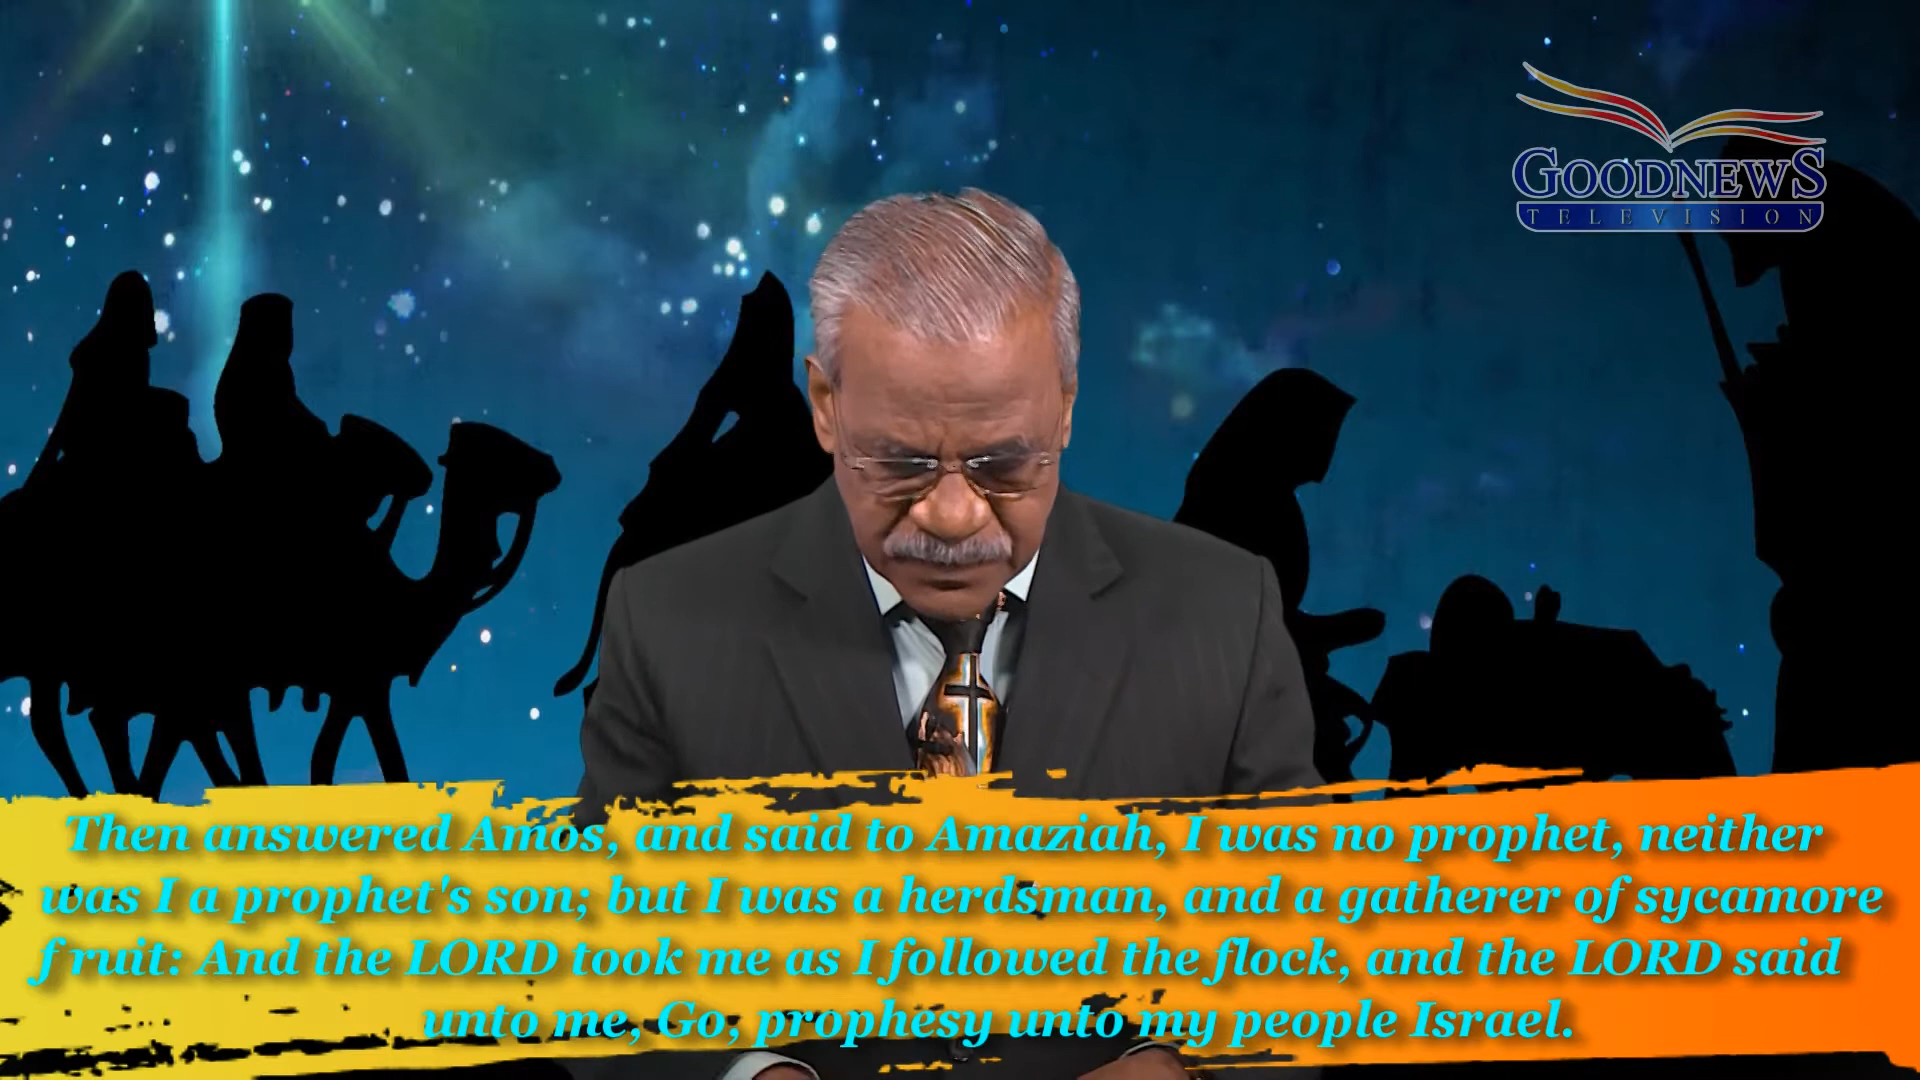 GOODNEWS
TELEVISION
Then answered Amos, and said to Amaziah, I was no prophet, neither
was I a prophet's son; but I was a herdsman, and a gatherer of sycamore
fruit: And the LORD took me as I followed the flock, and the LORD said
unto me, Go, prophesy unto my people Israel.